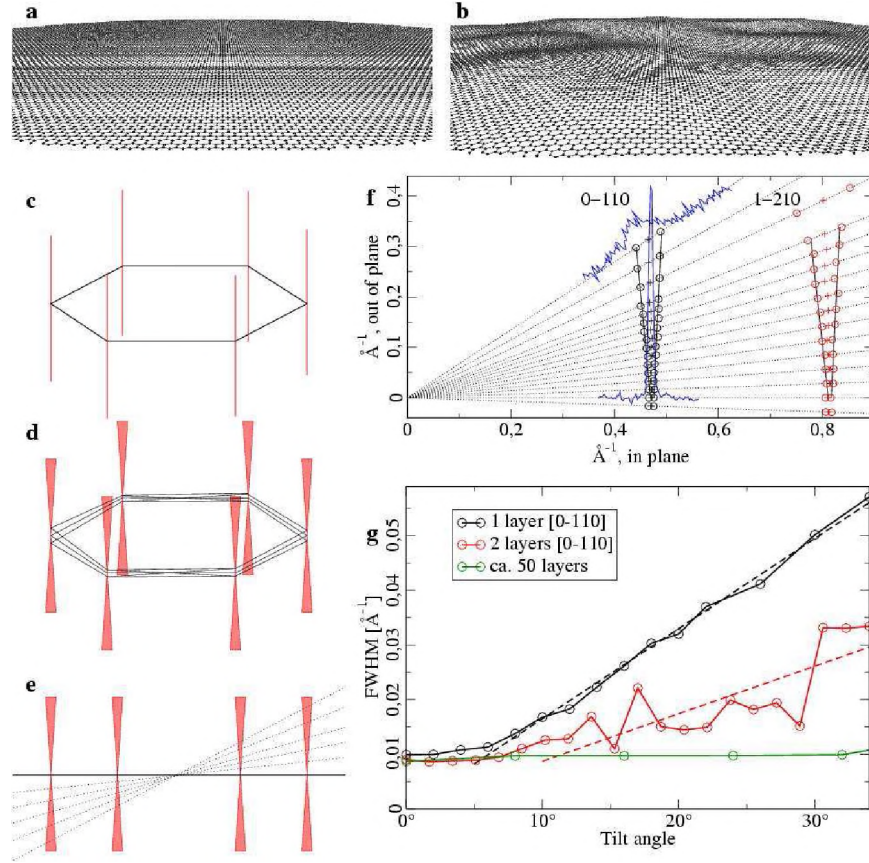 a
b
c
d
e
f
0−110
1−210
0,4
0,3
0,2
0,1
0
Å⁻¹, out of plane
0
0,2
0,4
0,6
0,8
Å⁻¹, in plane
g
1 layer [0-110]
2 layers [0-110]
ca. 50 layers
0,05
0,04
0,03
0,02
0,01
0
FWHM [Å⁻¹]
0°
10°
20°
30°
Tilt angle